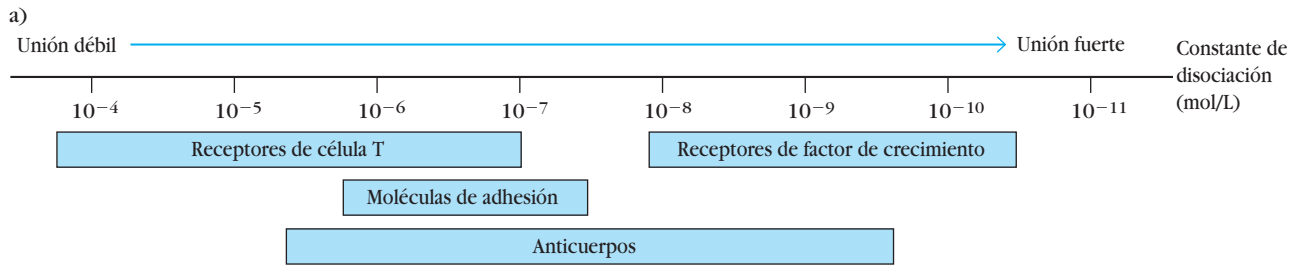 a)
Unión débil
Unión fuerte
Constante de
disociación
(mol/L)
10⁻⁴ 10⁻⁵ 10⁻⁶ 10⁻⁷ 10⁻⁸ 10⁻⁹ 10⁻¹⁰ 10⁻¹¹
Receptores de célula T
Receptores de factor de crecimiento
Moléculas de adhesión
Anticuerpos